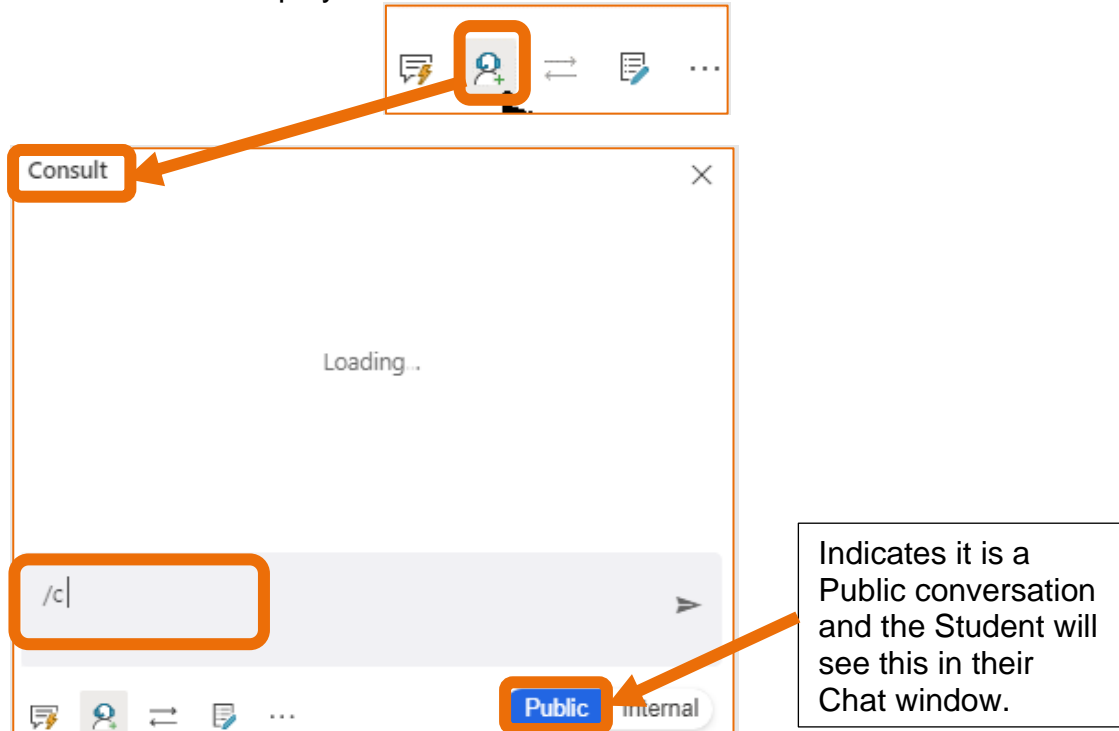 Consult
Loading...
/c
Public Internal
Indicates it is a
Public conversation
and the Student will
see this in their
Chat window.